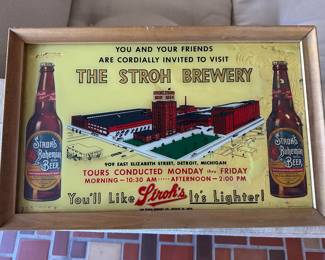 YOU AND YOUR FRIENDS
ARE CORDIALLY INVITED TO VISIT
THE STROH BREWERY
STROH'S
Bohemian
BEER
STROH'S
Bohemian
BEER
909 EAST ELIZABETH STREET, DETROIT, MICHIGAN
TOURS CONDUCTED MONDAY thru FRIDAY
MORNING — 10:30 AM ····· AFTERNOON — 2:00 PM
You'll Like Stroh's It's Lighter!